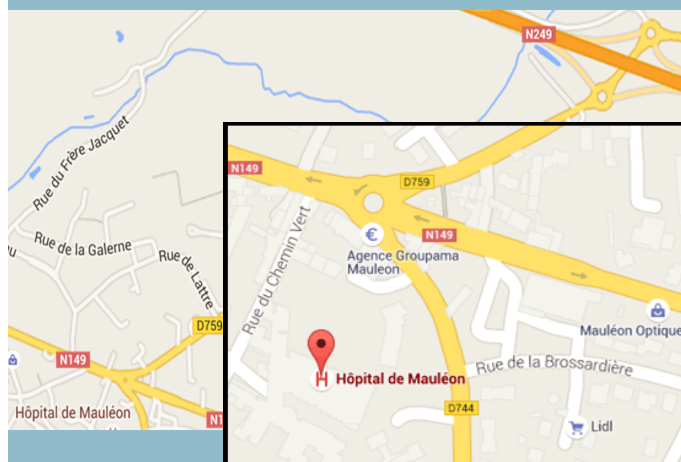 N249
Rue du Frère Jacquet
Rue de la Galerne
Rue de Lattre
D759
N149
Hôpital de Mauléon
N1
N149
D759
N149
Rue du Chemin Vert
Agence Groupama
Mauleon
Mauléon Optique
Hôpital de Mauléon
Rue de la Brossardière
D744
Lidl